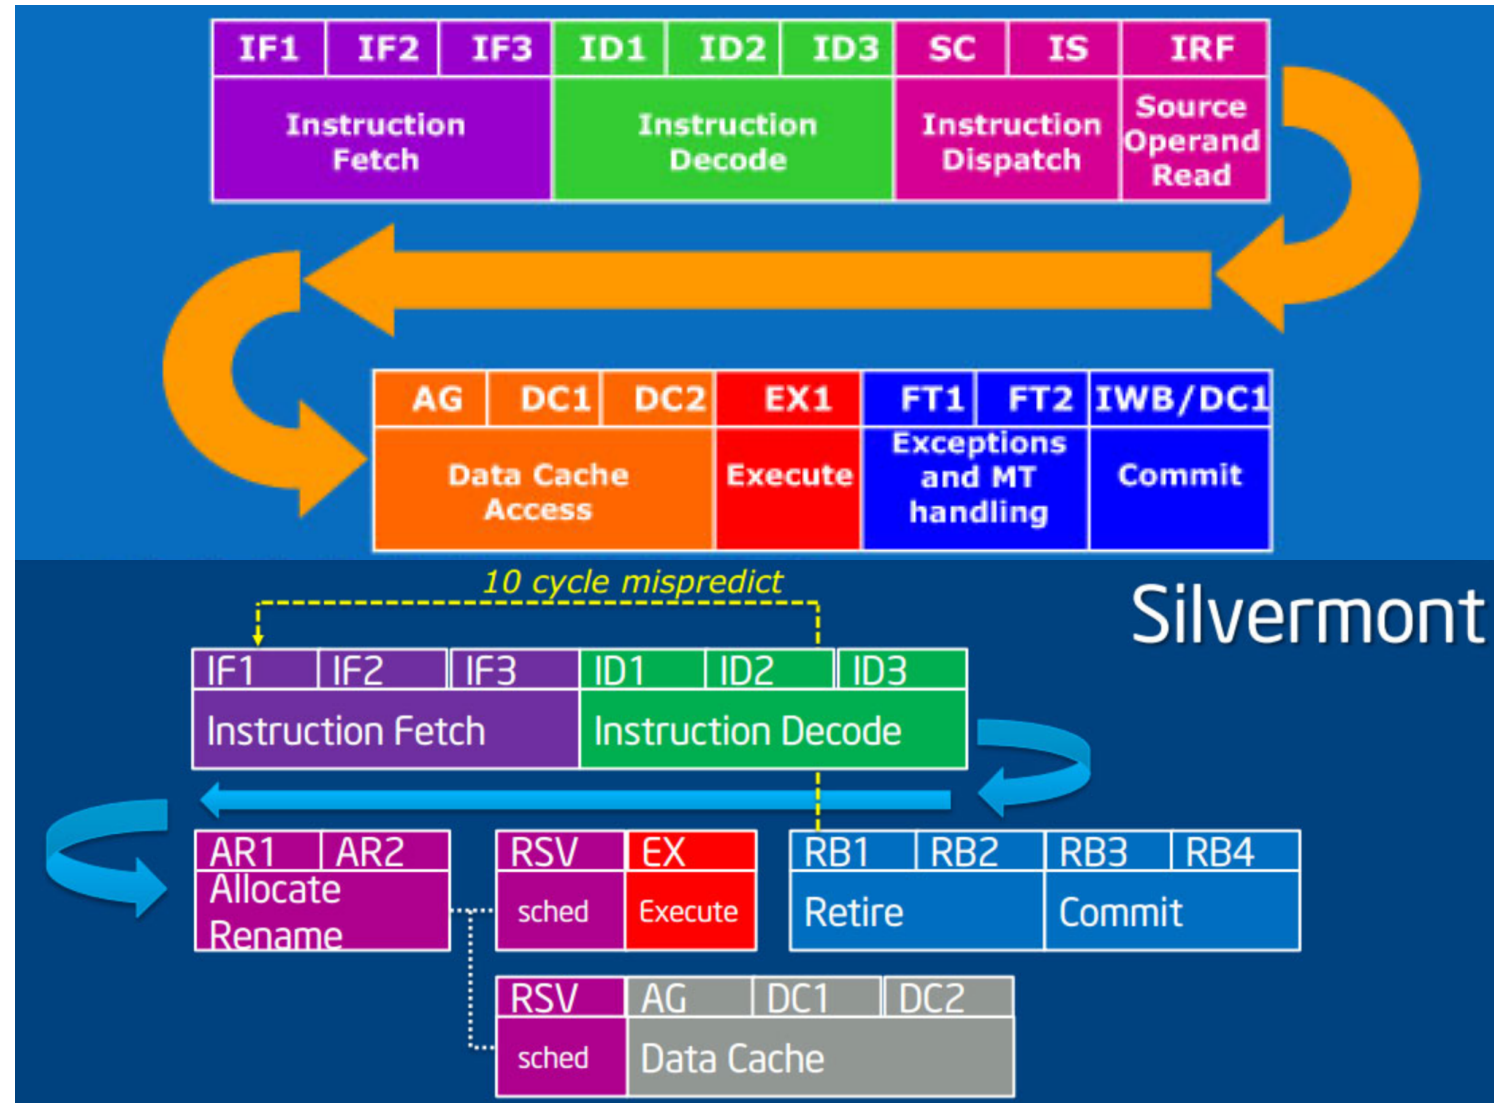 IF1 IF2 IF3 ID1 ID2 ID3 SC IS IRF
Instruction
Fetch
Instruction
Decode
Instruction
Dispatch
Source
Operand
Read
AG DC1 DC2 EX1 FT1 FT2 IWB/DC1
Data Cache
Access
Execute
Exceptions
and MT
handling
Commit
10 cycle mispredict
Silvermont
IF1 IF2 IF3 ID1 ID2 ID3
Instruction Fetch
Instruction Decode
AR1 AR2
Allocate
Rename
RSV EX
sched
Execute
RB1 RB2 RB3 RB4
Retire
Commit
RSV AG DC1 DC2
sched
Data Cache